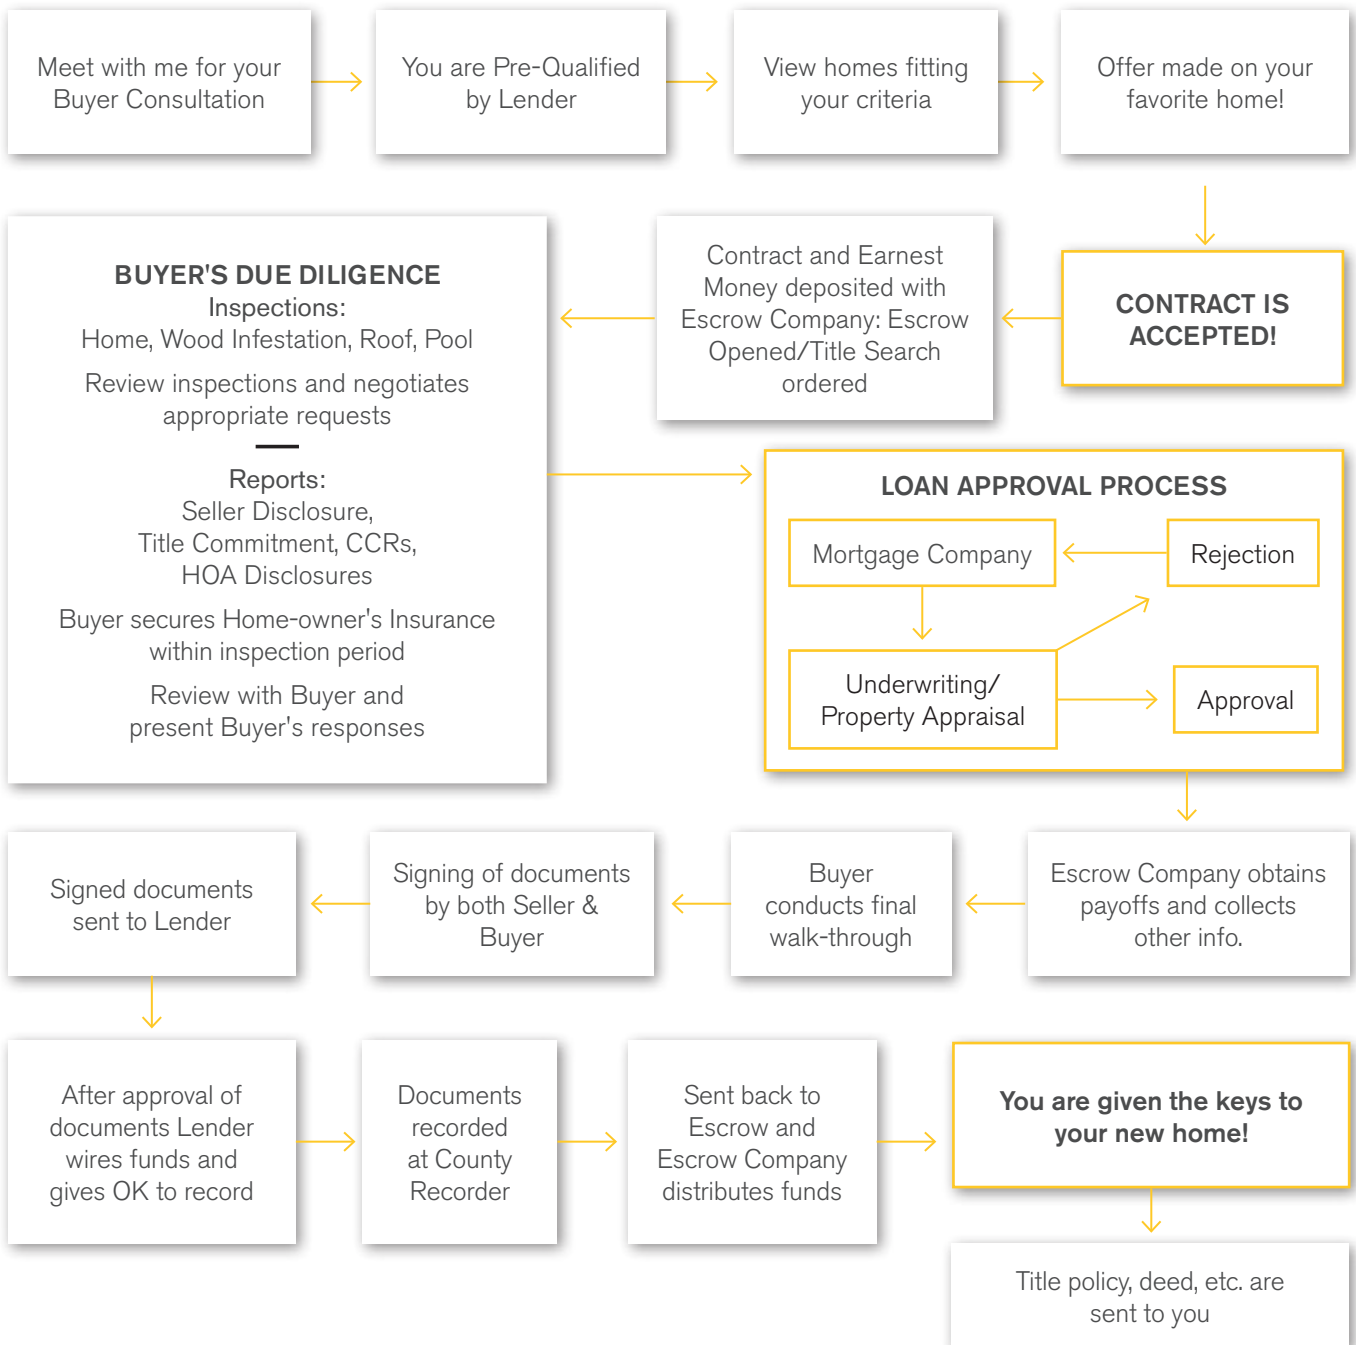 Meet with me for your
Buyer Consultation
You are Pre-Qualified
by Lender
View homes fitting
your criteria
Offer made on your
favorite home!
CONTRACT IS
ACCEPTED!
Contract and Earnest
Money deposited with
Escrow Company: Escrow
Opened/Title Search
ordered
BUYER'S DUE DILIGENCE
Inspections:
Home, Wood Infestation, Roof, Pool
Review inspections and negotiates
appropriate requests
Reports:
Seller Disclosure,
Title Commitment, CCRs,
HOA Disclosures
Buyer secures Home-owner's Insurance
within inspection period
Review with Buyer and
present Buyer's responses
LOAN APPROVAL PROCESS
Mortgage Company
Rejection
Underwriting/
Property Appraisal
Approval
Escrow Company obtains
payoffs and collects
other info.
Buyer
conducts final
walk-through
Signing of documents
by both Seller &
Buyer
Signed documents
sent to Lender
After approval of
documents Lender
wires funds and
gives OK to record
Documents
recorded
at County
Recorder
Sent back to
Escrow and
Escrow Company
distributes funds
You are given the keys to
your new home!
Title policy, deed, etc. are
sent to you